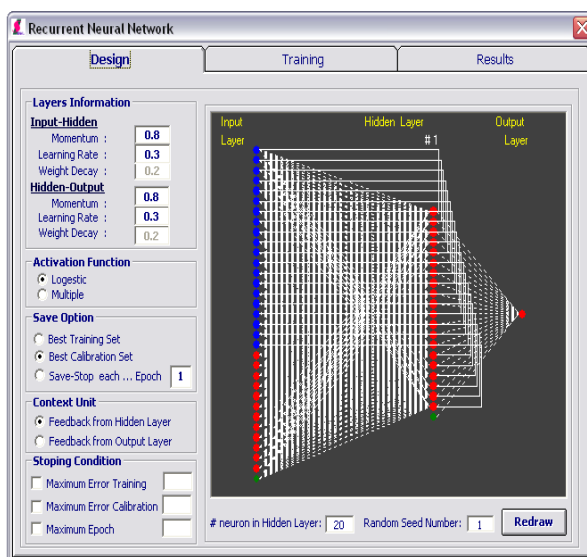 Recurrent Neural Network
Design
Training
Results
Layers Information
Input-Hidden
Momentum : 0.8
Learning Rate : 0.3
Weight Decay : 0.2
Hidden-Output
Momentum : 0.8
Learning Rate : 0.3
Weight Decay : 0.2
Activation Function
Logestic
Multiple
Save Option
Best Training Set
Best Calibration Set
Save-Stop each ... Epoch 1
Context Unit
Feedback from Hidden Layer
Feedback from Output Layer
Stoping Condition
Maximum Error Training
Maximum Error Calibration
Maximum Epoch
Input Layer
Hidden Layer
# 1
Output Layer
# neuron in Hidden Layer: 20 Random Seed Number: 1 Redraw